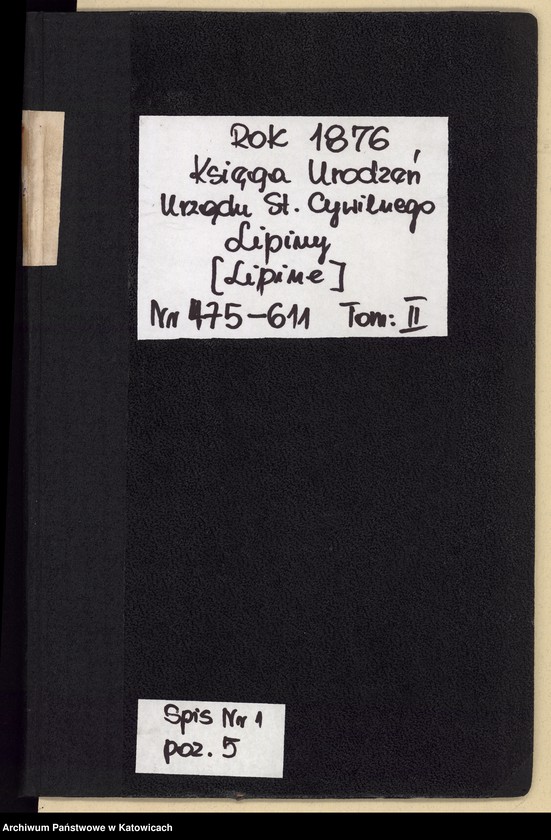 Rok 1876
Księga Urodzeń
Urzędu St. Cywilnego
Lipiny
[Lipine]
Nr 475-611 Tom: II
Spis Nr 1
poz. 5
Archiwum Państwowe w Katowicach